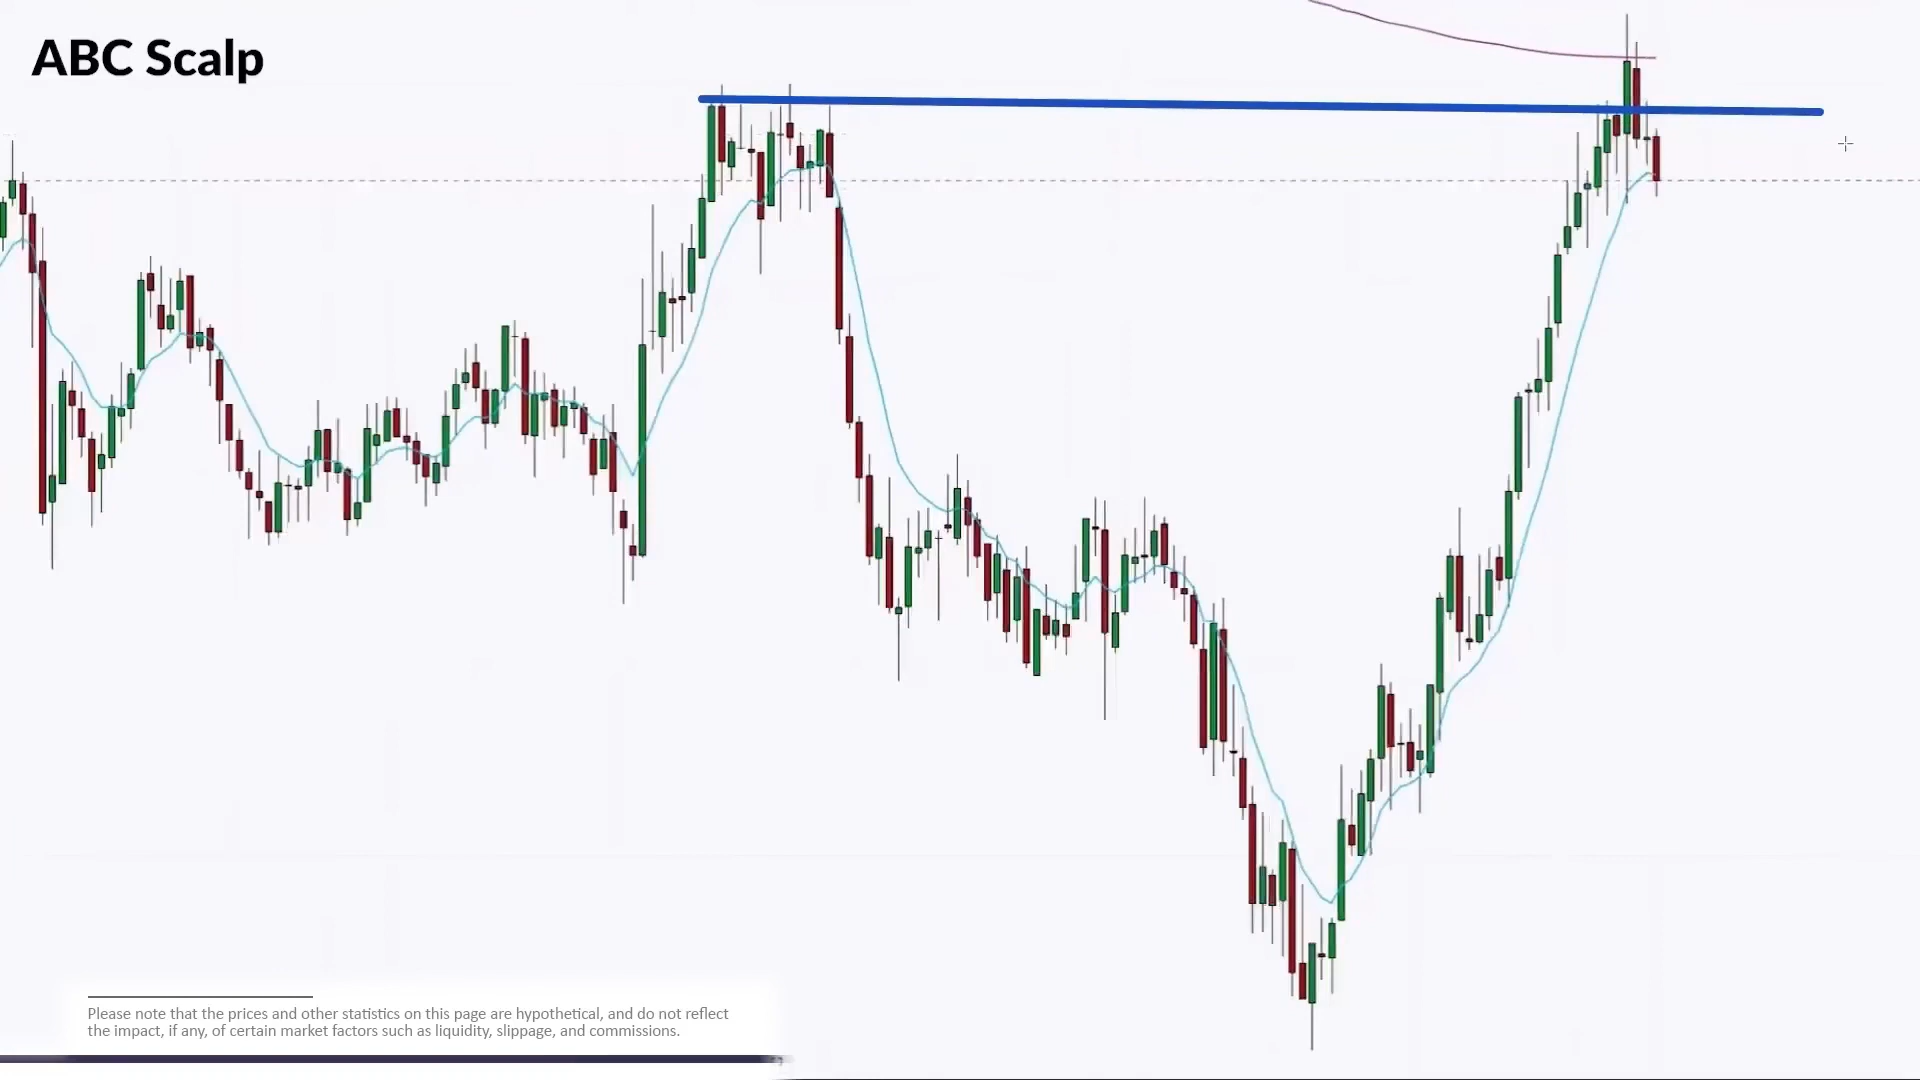 ABC Scalp
Please note that the prices and other statistics on this page are hypothetical, and do not reflect
the impact, if any, of certain market factors such as liquidity, slippage, and commissions.